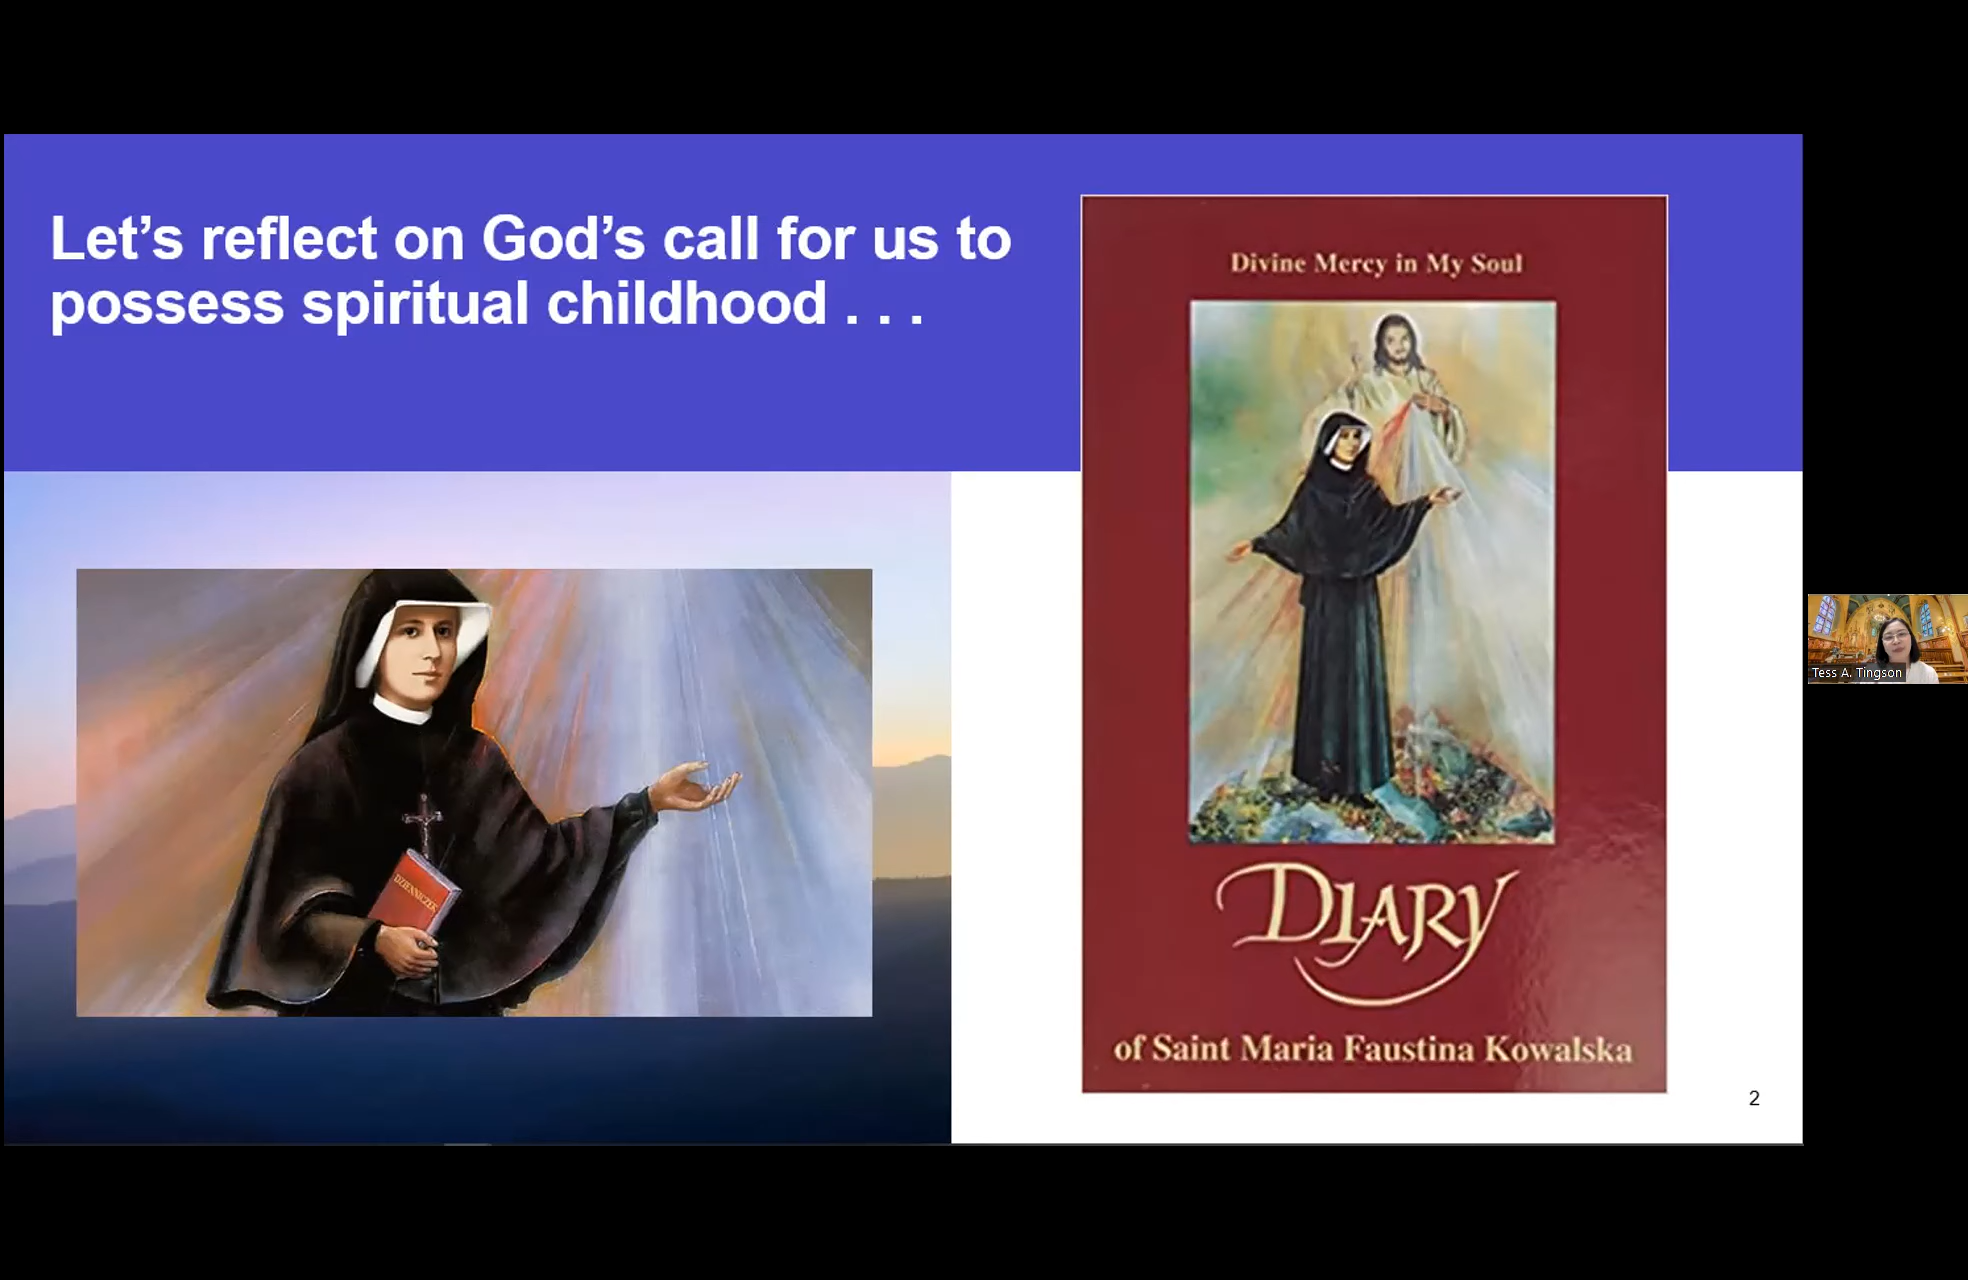 Let’s reflect on God’s call for us to
possess spiritual childhood . . .
Divine Mercy in My Soul
DIARY
of Saint Maria Faustina Kowalska
DZIENNICZEK
2
Tess A. Tingson